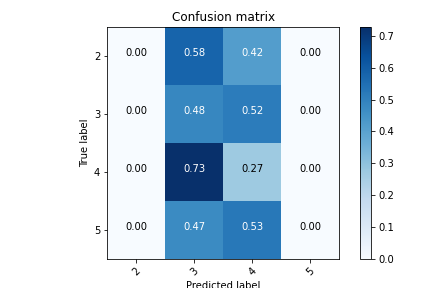 Confusion matrix
0.7
2 0.00 0.58 0.42 0.00
0.6
0.5
3 0.00 0.48 0.52 0.00
0.4
True label
0.3
4 0.00 0.73 0.27 0.00
0.2
5 0.00 0.47 0.53 0.00
0.1
0.0
2 3 4 5
Predicted label